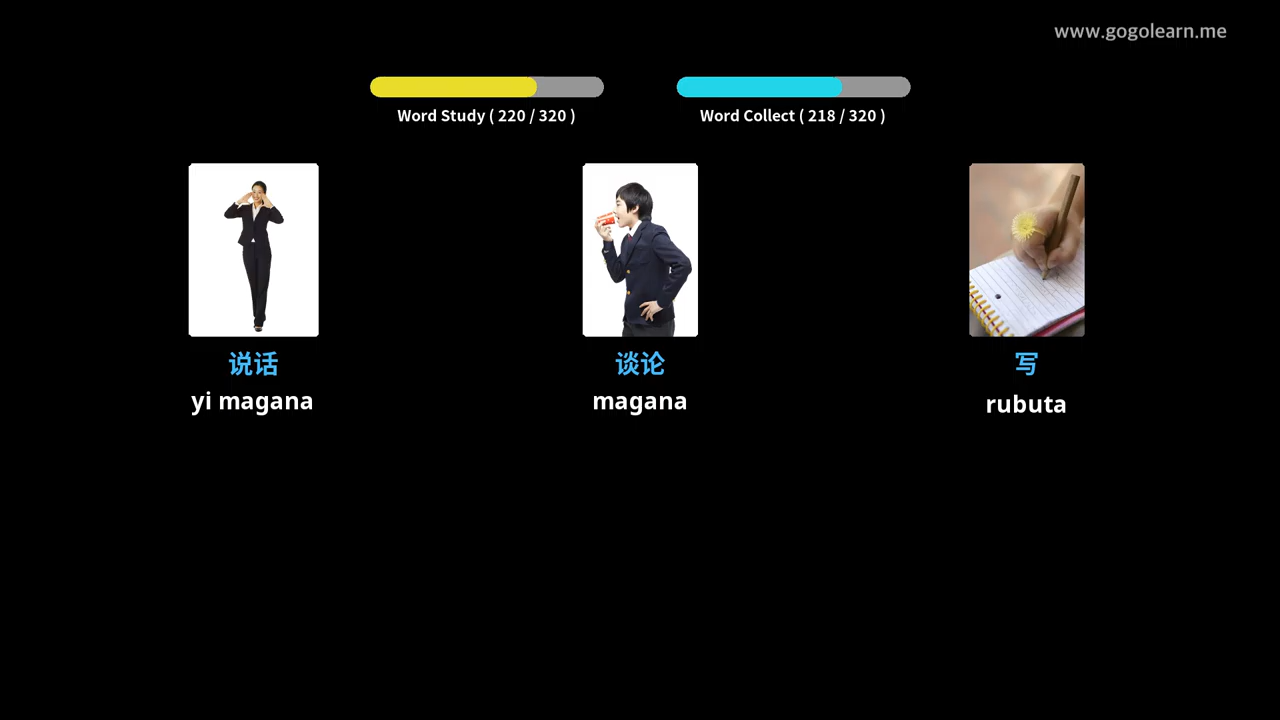 www.gogolearn.me
Word Study ( 220 / 320 )
Word Collect ( 218 / 320 )
说话
yi magana
谈论
magana
写
rubuta